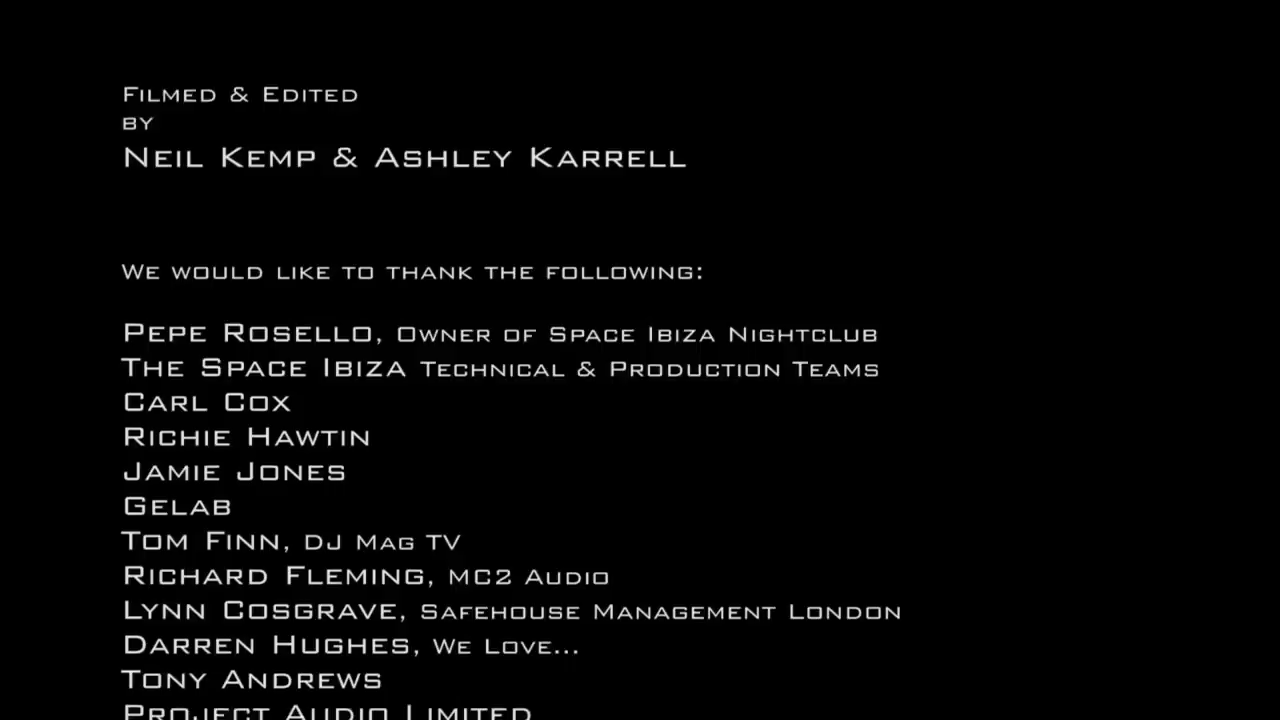 FILMED & EDITED
BY
NEIL KEMP & ASHLEY KARRELL
WE WOULD LIKE TO THANK THE FOLLOWING:
PEPE ROSELLO, OWNER OF SPACE IBIZA NIGHTCLUB
THE SPACE IBIZA TECHNICAL & PRODUCTION TEAMS
CARL COX
RICHIE HAWTIN
JAMIE JONES
GELAB
TOM FINN, DJ MAG TV
RICHARD FLEMING, MC2 AUDIO
LYNN COSGRAVE, SAFEHOUSE MANAGEMENT LONDON
DARREN HUGHES, WE LOVE...
TONY ANDREWS
PROJECT AUDIO LIMITED